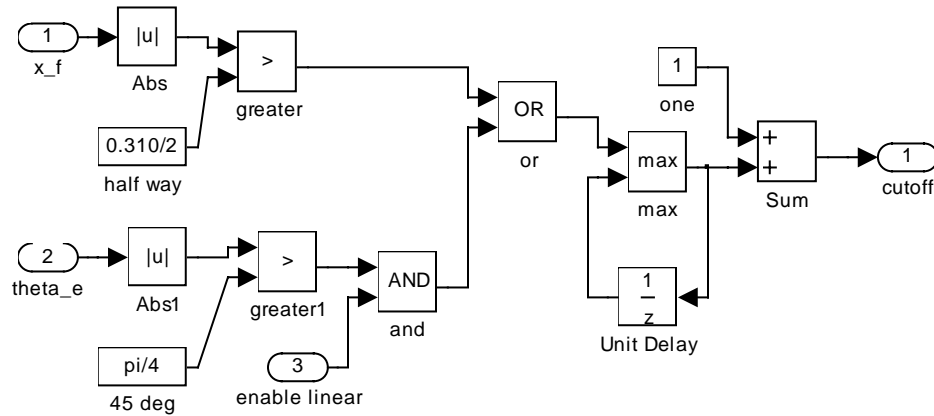 1
x_f
|u|
Abs
>
greater
0.310/2
half way
OR
or
1
one
max
max
+
+
Sum
1
cutoff
2
theta_e
|u|
Abs1
>
greater1
AND
and
pi/4
45 deg
3
enable linear
1
z
Unit Delay